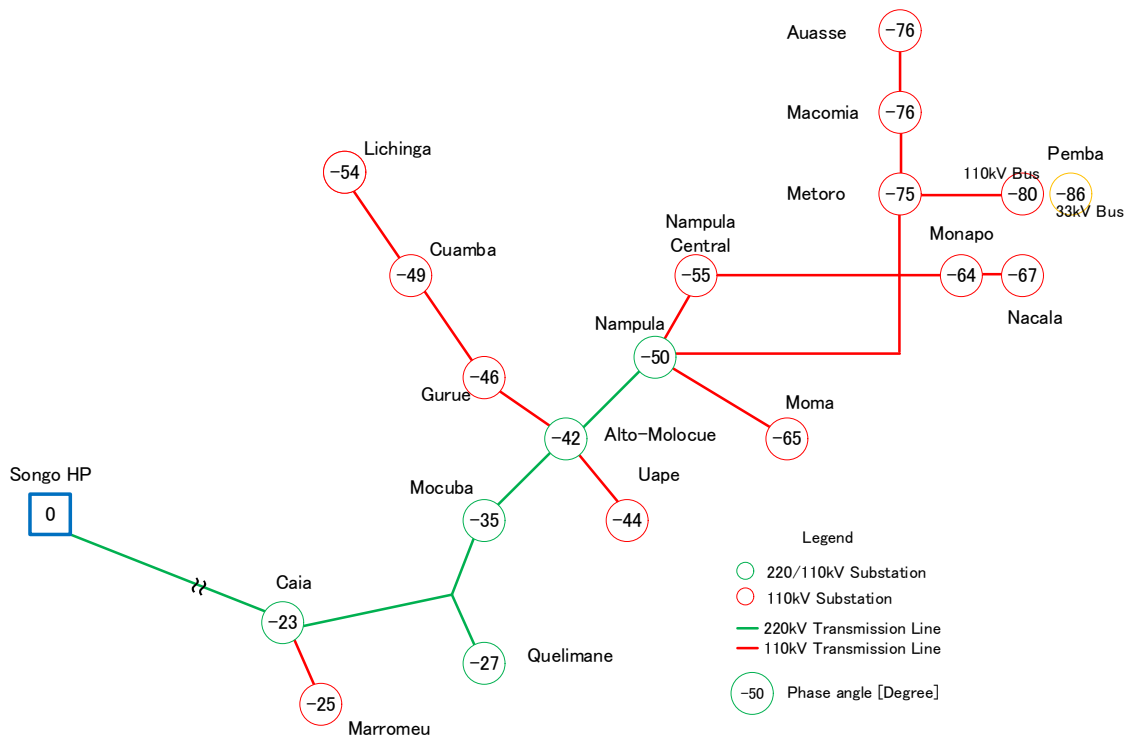 Auasse
-76
Macomia
-76
Lichinga
-54
Pemba
110kV Bus
Metoro
-75
-80
-86
33kV Bus
Nampula
Central
Monapo
Cuamba
-49
-55
-64
-67
Nacala
Nampula
-50
-46
Gurue
Moma
-65
-42
Alto-Molocue
Uape
Songo HP
0
Mocuba
-35
-44
Legend
220/110kV Substation
110kV Substation
220kV Transmission Line
110kV Transmission Line
-50
Phase angle [Degree]
Caia
-23
-27
Quelimane
-25
Marromeu